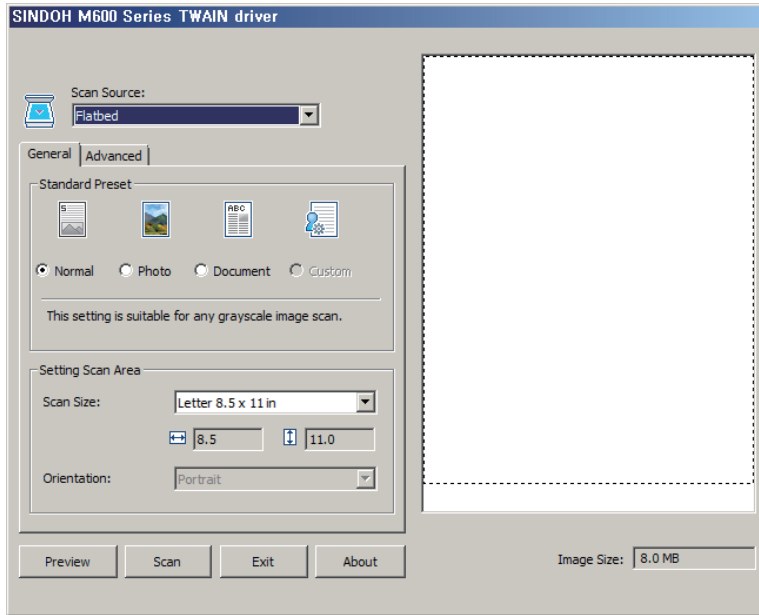 SINDOH M600 Series TWAIN driver
Scan Source:
Flatbed
General Advanced
Standard Preset
S ABC
Normal Photo Document Custom
This setting is suitable for any grayscale image scan.
Setting Scan Area
Scan Size: Letter 8.5 x 11 in
8.5 11.0
Orientation: Portrait
Preview Scan Exit About
Image Size: 8.0 MB